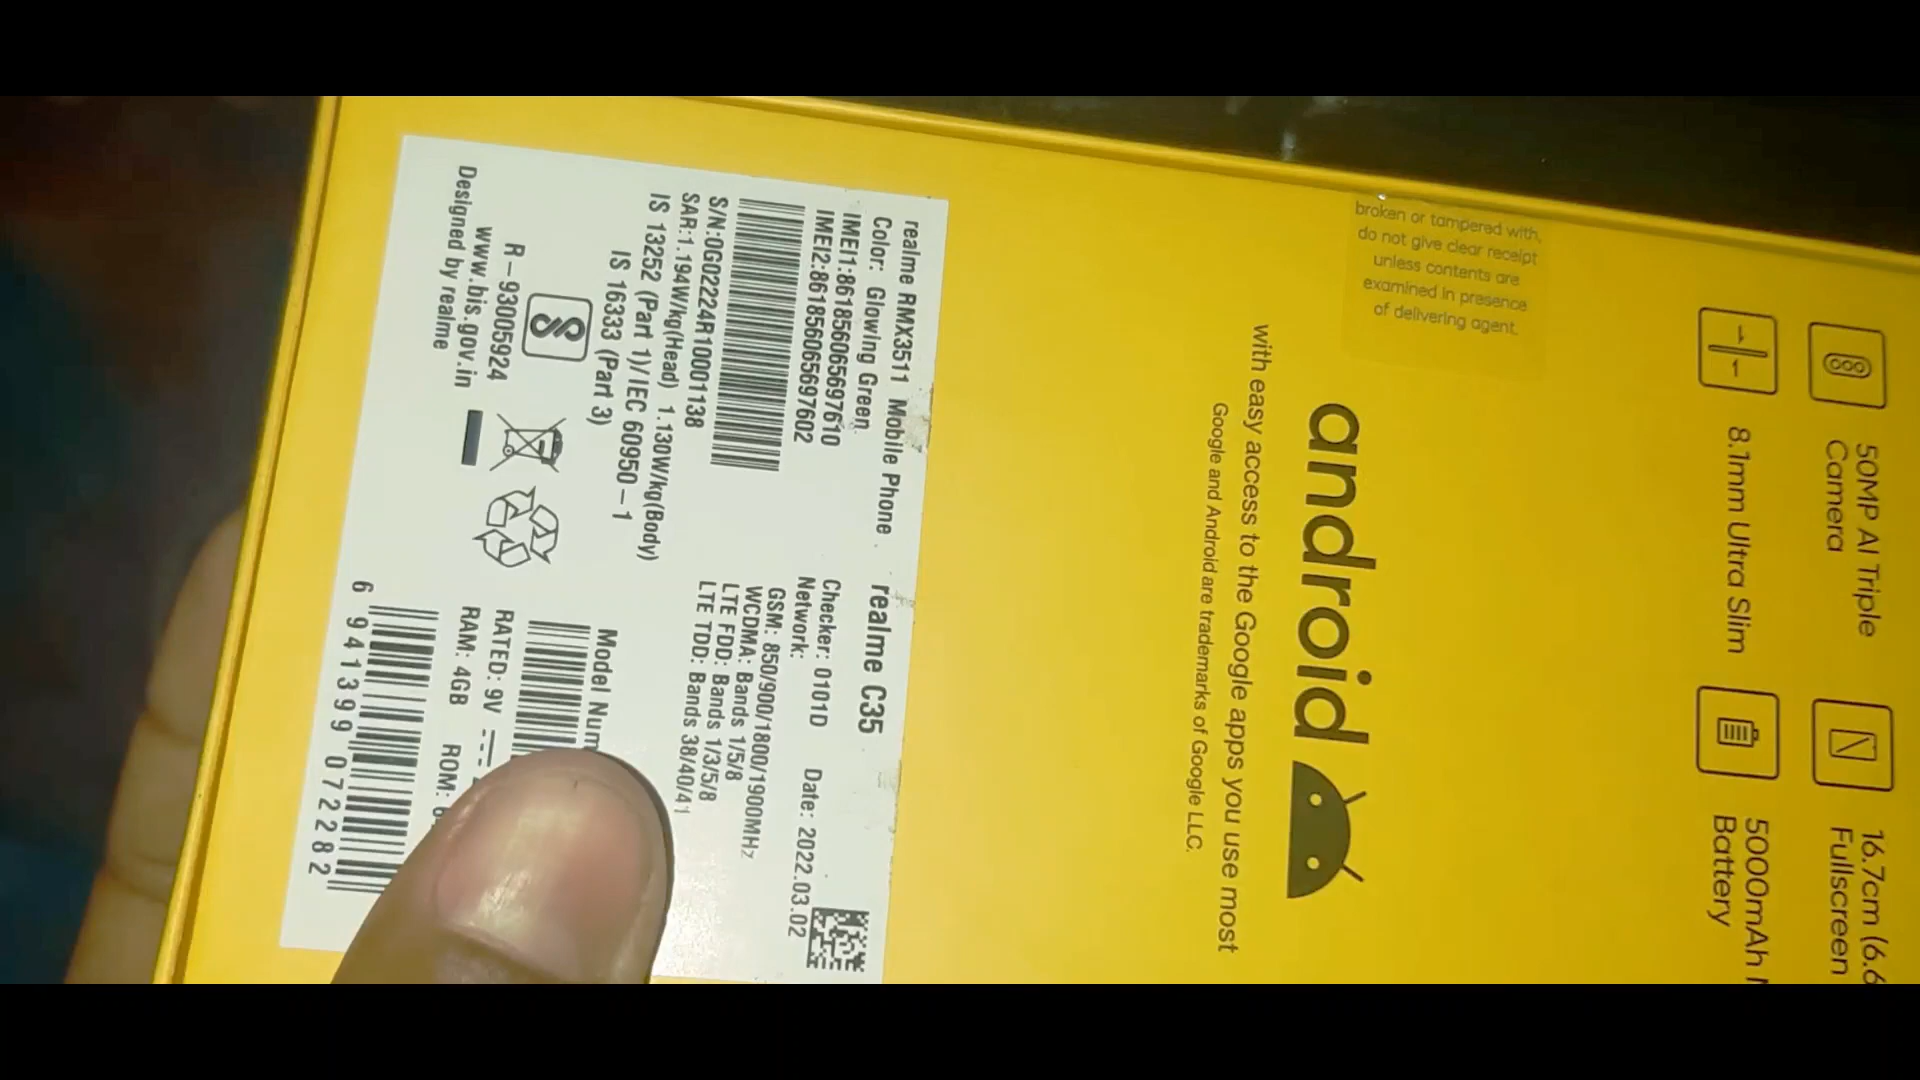 realme RMX3511 Mobile Phone
Color: Glowing Green
IMEI1:861856065697610
IMEI2:861856065697602
S/N:0G02224R10001138
SAR:1.194W/kg(Head) 1.130W/kg(Body)
IS 13252 (Part 1)/IEC 60950-1
IS 16333 (Part 3)
R-93005924
www.bis.gov.in
Designed by realme
realme C35
Checker: 0101D Date: 2022.03.02
Network:
GSM: 850/900/1800/1900MHz
WCDMA: Bands 1/5/8
LTE FDD: Bands 1/3/5/8
LTE TDD: Bands 38/40/41
Model
RATED: 9V
RAM: 4GB ROM:
6 941399 072282
broken or tampered with,
do not give clear receipt
unless contents are
examined in presence
of delivering agent.
android
with easy access to the Google apps you use most
Google and Android are trademarks of Google LLC.
50MP AI Triple
Camera
8.1mm Ultra Slim
16.7cm (6.6
Fullscreen
5000mAh
Battery